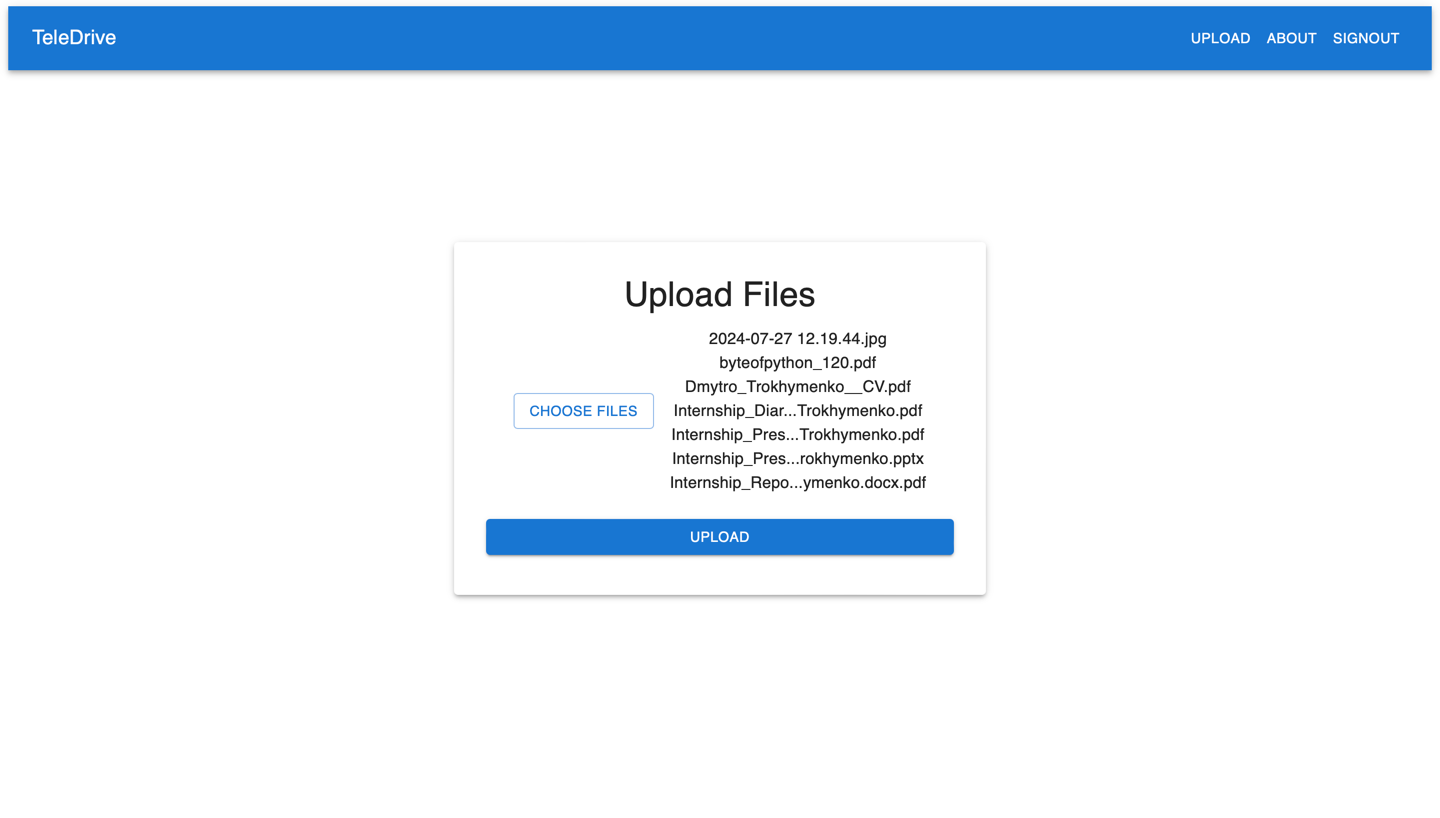 TeleDrive
UPLOAD ABOUT SIGNOUT
Upload Files
2024-07-27 12.19.44.jpg
byteofpython_120.pdf
Dmytro_Trokhymenko__CV.pdf
CHOOSE FILES
Internship_Diar...Trokhymenko.pdf
Internship_Pres...Trokhymenko.pdf
Internship_Pres...rokhymenko.pptx
Internship_Repo...ymenko.docx.pdf
UPLOAD